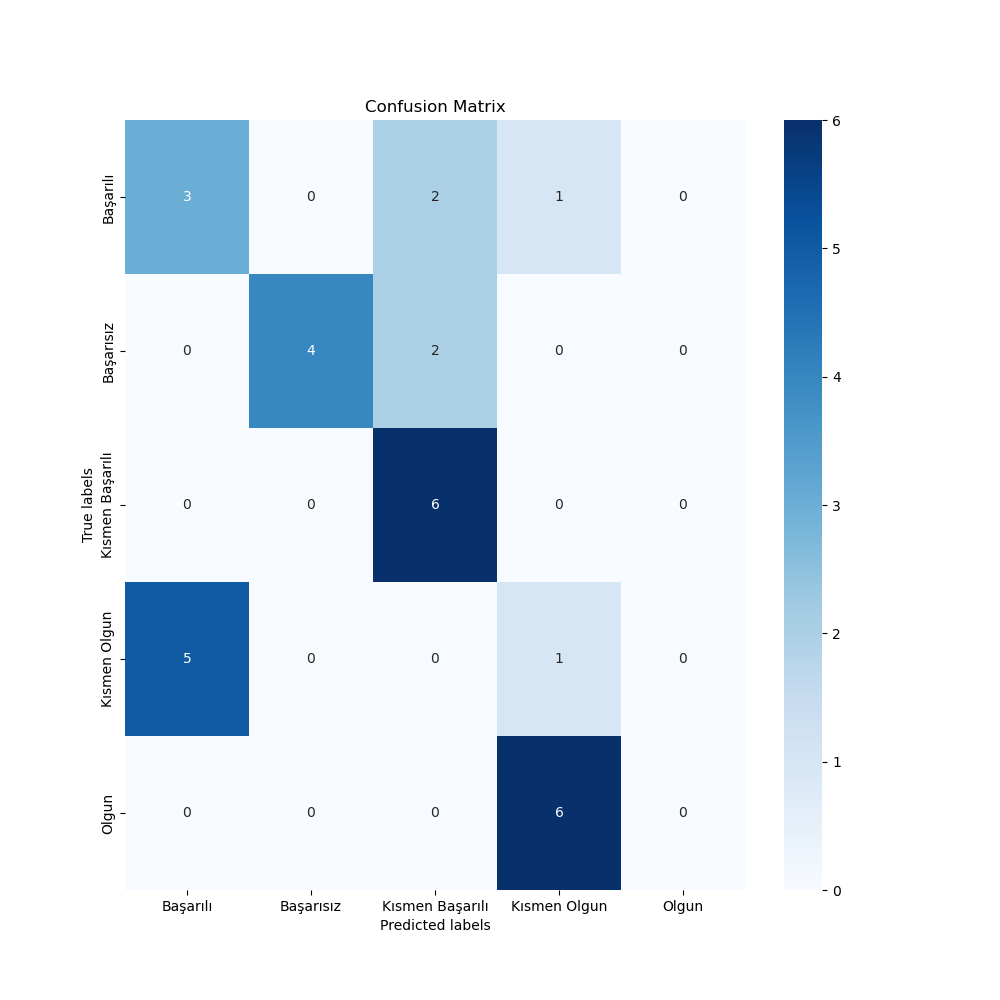 Confusion Matrix
True labels
Başarılı
3 0 2 1 0
Başarısız
0 4 2 0 0
Kısmen Başarılı
0 0 6 0 0
Kısmen Olgun
5 0 0 1 0
Olgun
0 0 0 6 0
Başarılı Başarısız Kısmen Başarılı Kısmen Olgun Olgun
Predicted labels
6
5
4
3
2
1
0